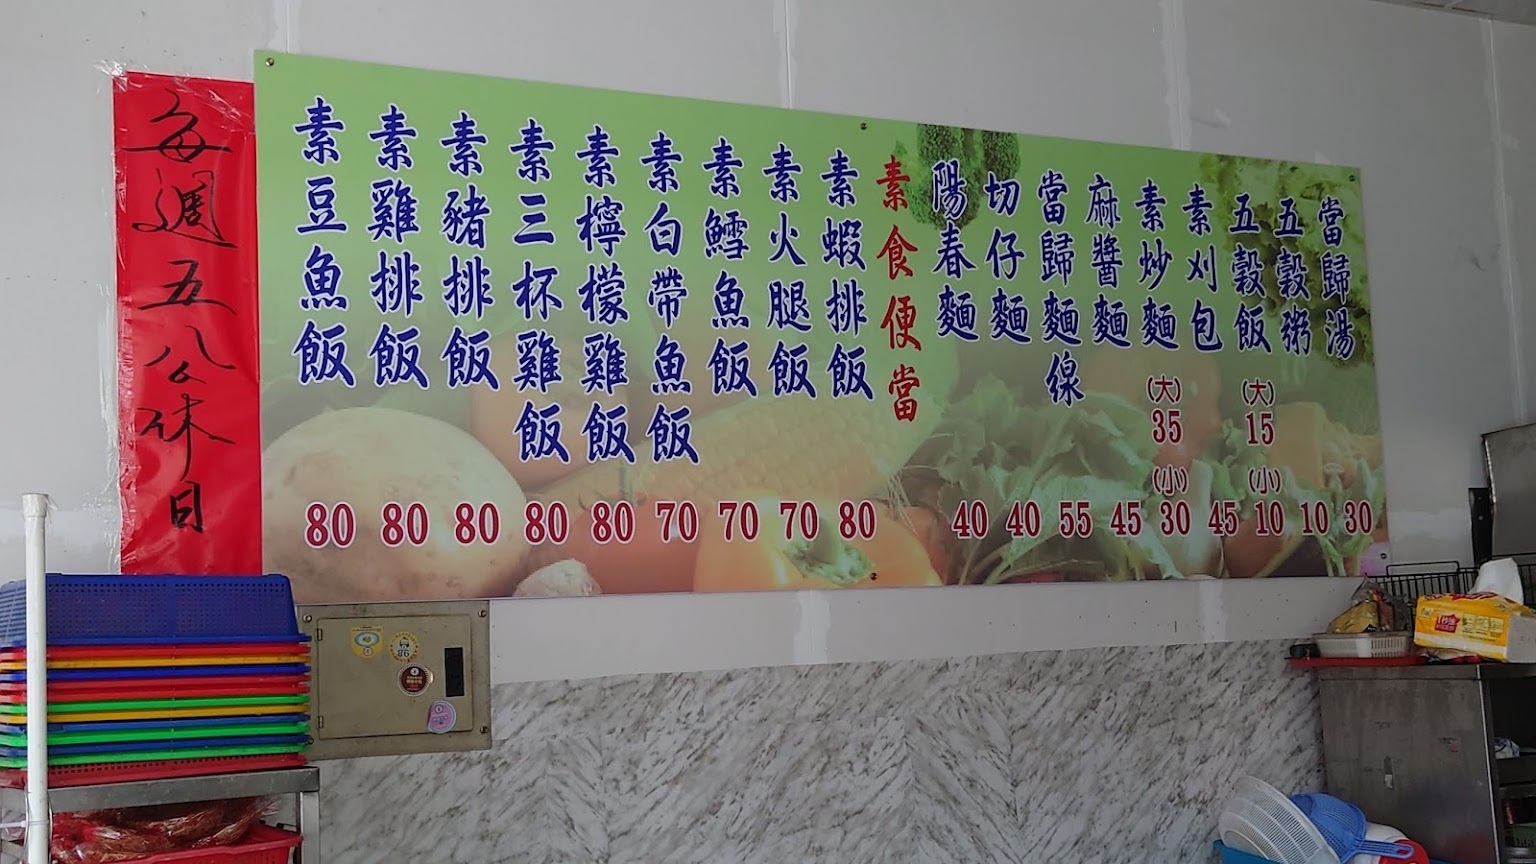 當歸湯 30
五穀粥 10
五穀飯 (大) 15 (小) 10
素刈包 45
素炒麵 (大) 35 (小) 30
麻醬麵 45
當歸麵線 55
切仔麵 40
陽春麵 40
素食便當
素蝦排飯 80
素火腿飯 70
素鱈魚飯 70
素白帶魚飯 70
素檸檬雞飯 80
素三杯雞飯 80
素豬排飯 80
素雞排飯 80
素豆魚飯 80
每週五公休日